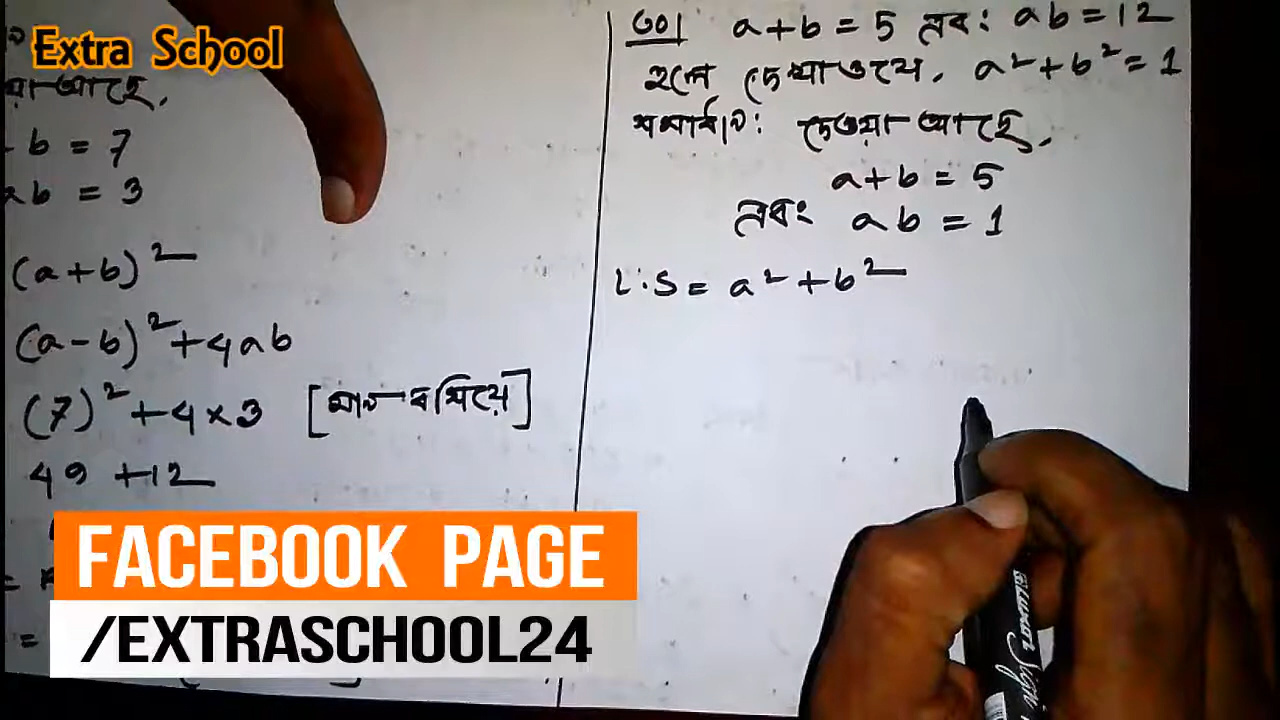 Extra School
য়া আছে,
- b = 7
ab = 3
(a+b)²
(a-b)² + 4ab
(7)² + 4×3 [মান বসিয়ে]
49 + 12
৩০| a+b = 5 এবং ab = 12
হলে দেখাও যে, a² + b² = 1
সমাধান: দেওয়া আছে,
a+b = 5
এবং ab = 1
L.S = a² + b²
FACEBOOK PAGE
/EXTRASCHOOL24